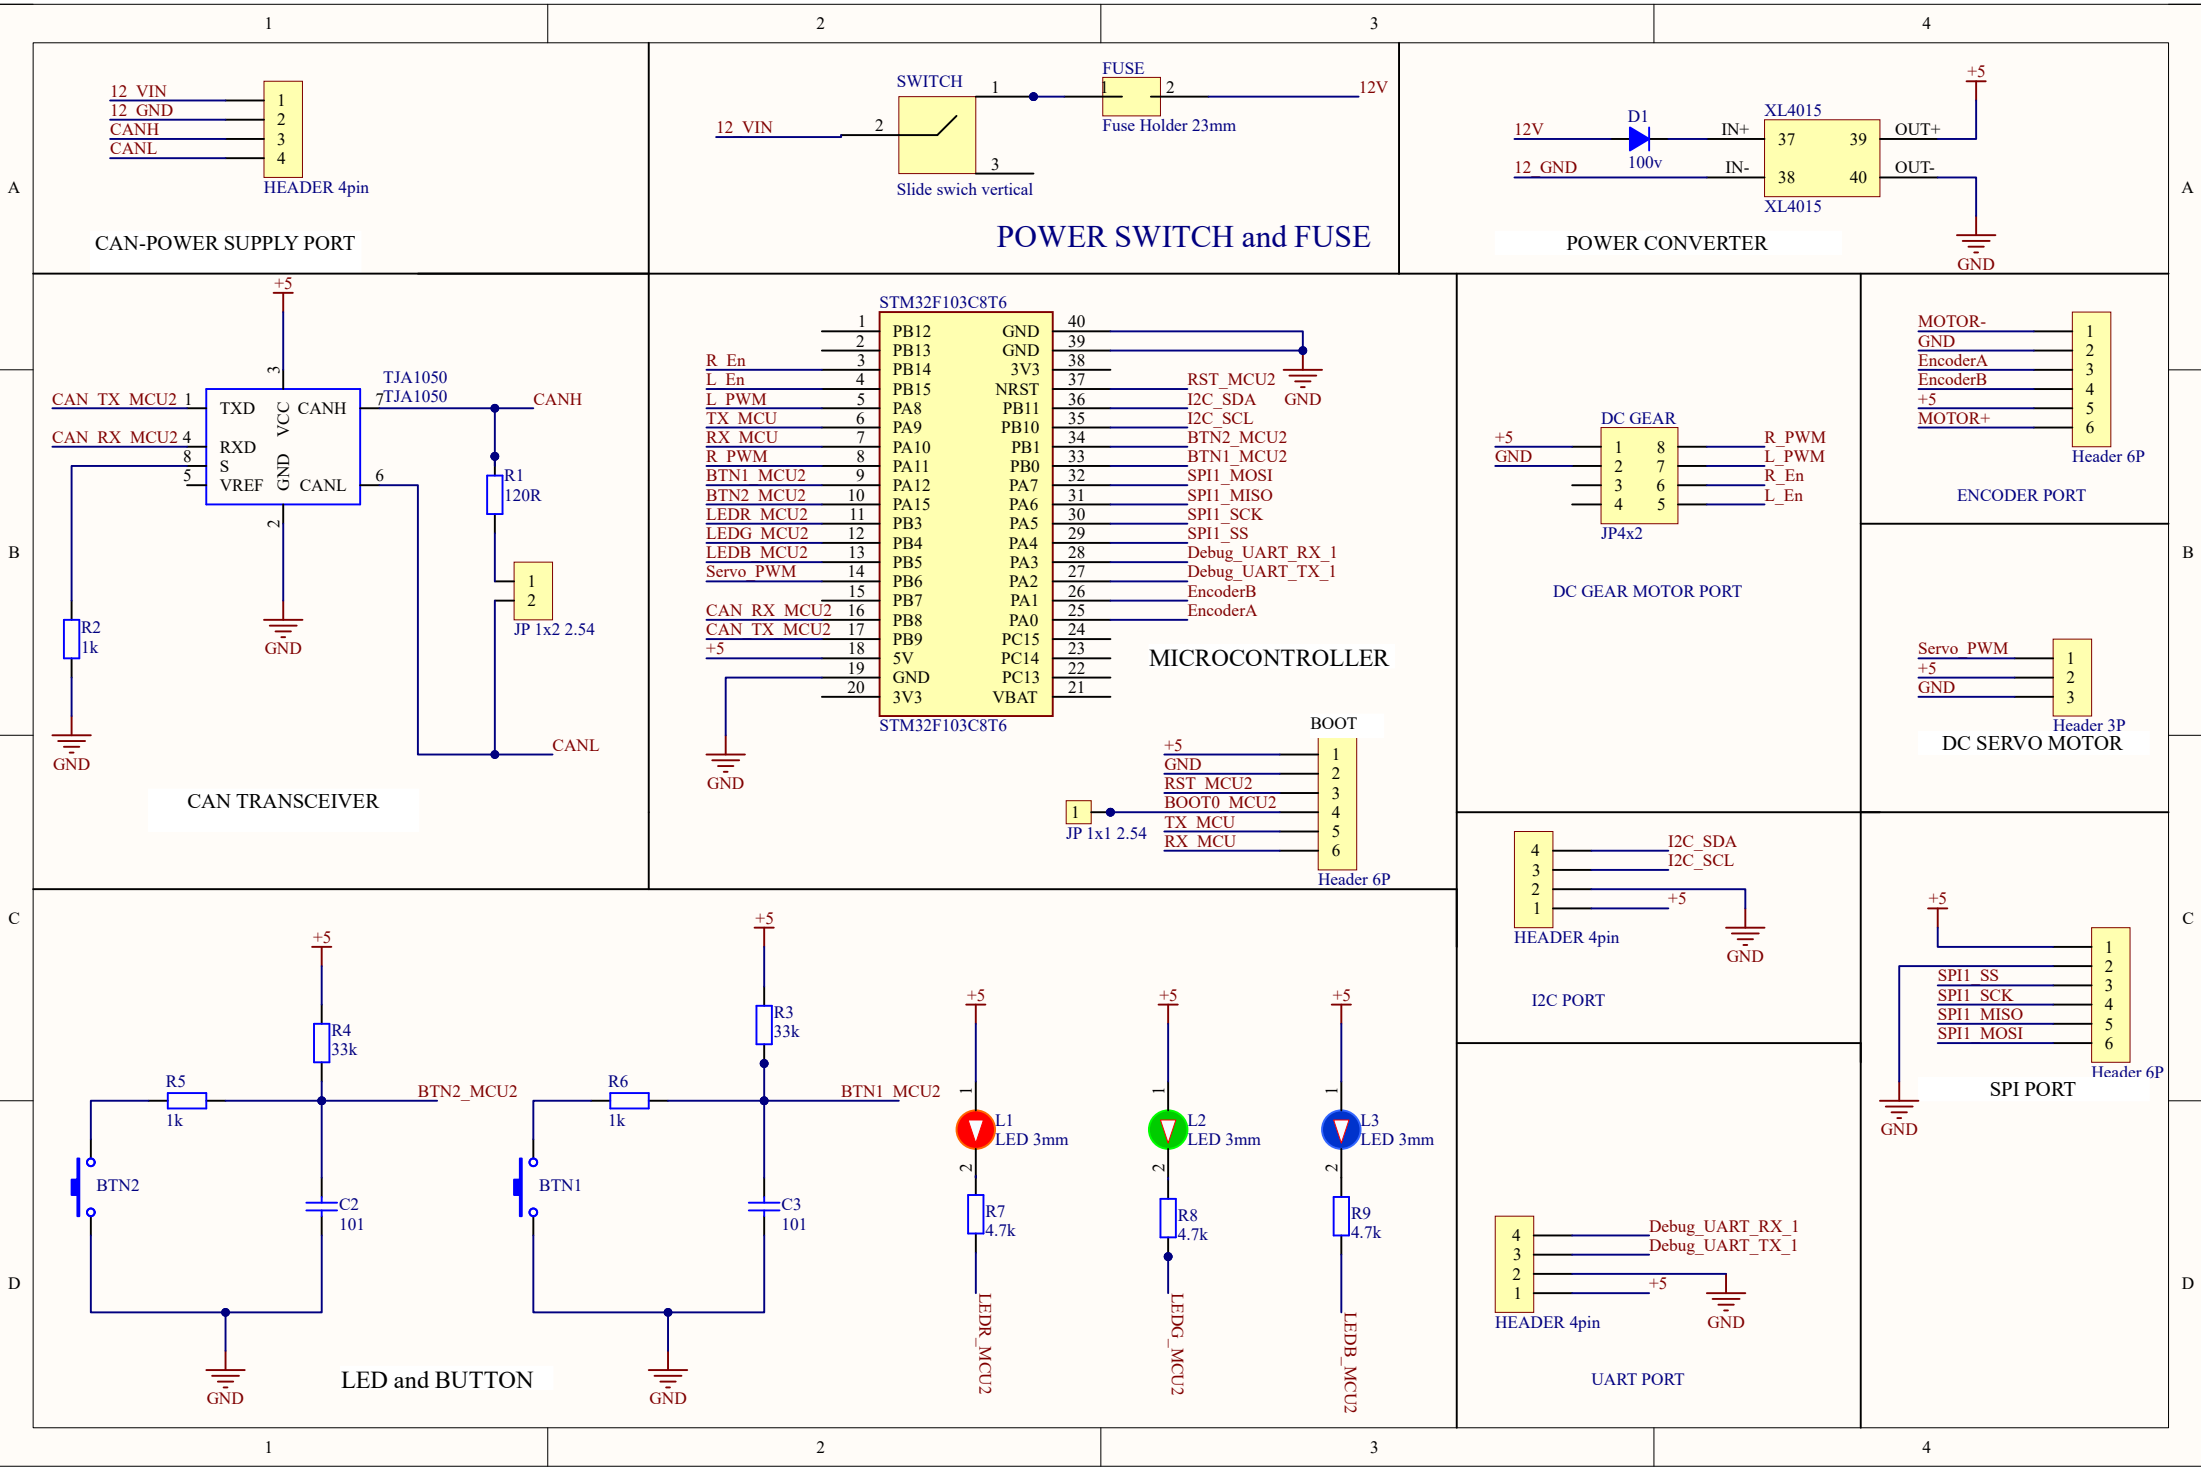 1 2 3 4
A
B
C
D
12_VIN 1
12_GND 2
CANH 3
CANL 4
HEADER 4pin
CAN-POWER SUPPLY PORT
SWITCH
12_VIN 2
1
3
Slide swich vertical
FUSE
1 2
12V
Fuse Holder 23mm
POWER SWITCH and FUSE
+5
XL4015
D1
12V IN+ 37 39 OUT+
100v
12_GND IN- 38 40 OUT-
XL4015
GND
POWER CONVERTER
+5
3
TJA1050
TJA1050
CAN_TX_MCU2 1 TXD VCC CANH 7 CANH
CAN_RX_MCU2 4 RXD
8 S
5 VREF GND CANL 6
2
R1
120R
1
2
JP 1x2 2.54
R2
1k
GND
GND
CANL
CAN TRANSCEIVER
STM32F103C8T6
1 PB12 GND 40
2 PB13 GND 39
R_En 3 PB14 3V3 38
L_En 4 PB15 NRST 37 RST_MCU2
L_PWM 5 PA8 PB11 36 I2C_SDA
TX_MCU 6 PA9 PB10 35 I2C_SCL
RX_MCU 7 PA10 PB1 34 BTN2_MCU2
R_PWM 8 PA11 PB0 33 BTN1_MCU2
BTN1_MCU2 9 PA12 PA7 32 SPI1_MOSI
BTN2_MCU2 10 PA15 PA6 31 SPI1_MISO
LEDR_MCU2 11 PB3 PA5 30 SPI1_SCK
LEDG_MCU2 12 PB4 PA4 29 SPI1_SS
LEDB_MCU2 13 PB5 PA3 28 Debug_UART_RX_1
Servo_PWM 14 PB6 PA2 27 Debug_UART_TX_1
15 PB7 PA1 26 EncoderB
CAN_RX_MCU2 16 PB8 PA0 25 EncoderA
CAN_TX_MCU2 17 PB9 PC15 24
+5 18 5V PC14 23
19 GND PC13 22
20 3V3 VBAT 21
STM32F103C8T6
GND
GND
MICROCONTROLLER
BOOT
+5 1
GND 2
RST_MCU2 3
BOOT0_MCU2 4
TX_MCU 5
RX_MCU 6
1
JP 1x1 2.54
Header 6P
DC GEAR
+5 1 8 R_PWM
GND 2 7 L_PWM
3 6 R_En
4 5 L_En
JP4x2
DC GEAR MOTOR PORT
MOTOR- 1
GND 2
EncoderA 3
EncoderB 4
+5 5
MOTOR+ 6
Header 6P
ENCODER PORT
Servo_PWM 1
+5 2
GND 3
Header 3P
DC SERVO MOTOR
4 I2C_SDA
3 I2C_SCL
2
1 +5
HEADER 4pin
GND
I2C PORT
+5
1
2
SPI1_SS 3
SPI1_SCK 4
SPI1_MISO 5
SPI1_MOSI 6
Header 6P
SPI PORT
GND
+5
R4
33k
R5
1k
BTN2_MCU2
BTN2
C2
101
GND
+5
R3
33k
R6
1k
BTN1_MCU2
BTN1
C3
101
GND
LED and BUTTON
+5
1
L1
LED 3mm
2
R7
4.7k
LEDR_MCU2
+5
1
L2
LED 3mm
2
R8
4.7k
LEDG_MCU2
+5
1
L3
LED 3mm
2
R9
4.7k
LEDB_MCU2
4 Debug_UART_RX_1
3 Debug_UART_TX_1
2
1 +5
HEADER 4pin
GND
UART PORT
A
B
C
D
1 2 3 4